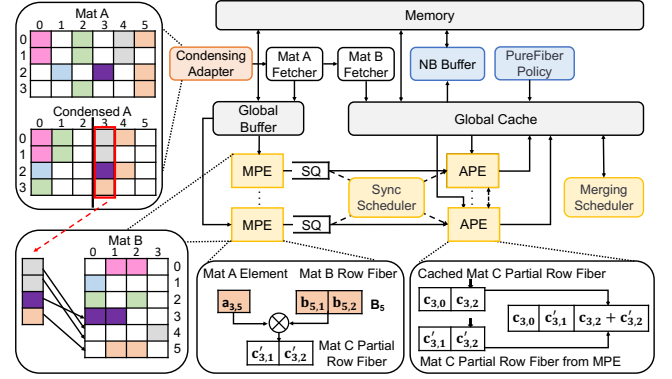 Mat A
0 1 2 3 4 5
0
1
2
3
Condensed A
0 1 2 3 4 5
0
1
2
3
Memory
Condensing
Adapter
Mat A
Fetcher
Mat B
Fetcher
NB Buffer
PureFiber
Policy
Global
Buffer
Global Cache
MPE
SQ
Sync
Scheduler
APE
MPE
SQ
APE
Merging
Scheduler
Mat B
0 1 2 3
0
1
2
3
4
5
Mat A Element
Mat B Row Fiber
a3,5
b5,1 b5,2 B5
c′3,1 c′3,2
Mat C Partial
Row Fiber
Cached Mat C Partial Row Fiber
c3,0 c3,2
c3,0 c′3,1 c3,2 + c′3,2
c′3,1 c′3,2
Mat C Partial Row Fiber from MPE